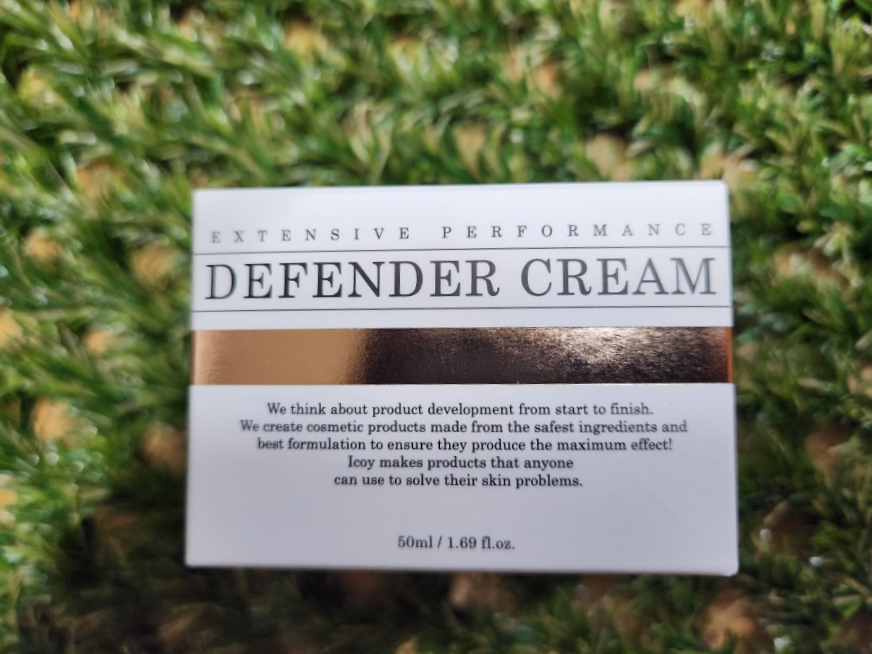 EXTENSIVE PERFORMANCE
DEFENDER CREAM
We think about product development from start to finish.
We create cosmetic products made from the safest ingredients and
best formulation to ensure they produce the maximum effect!
Icoy makes products that anyone
can use to solve their skin problems.
50ml / 1.69 fl.oz.